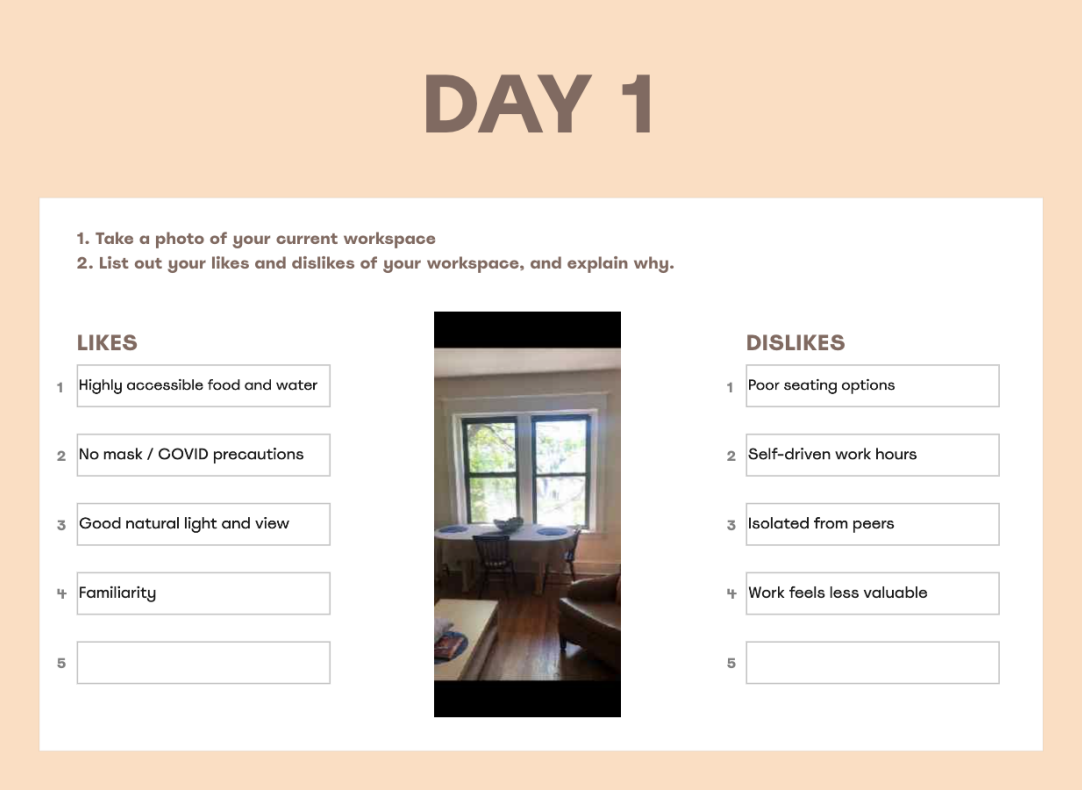 DAY 1
1. Take a photo of your current workspace
2. List out your likes and dislikes of your workspace, and explain why.
LIKES
1 Highly accessible food and water
2 No mask / COVID precautions
3 Good natural light and view
4 Familiarity
5
DISLIKES
1 Poor seating options
2 Self-driven work hours
3 Isolated from peers
4 Work feels less valuable
5